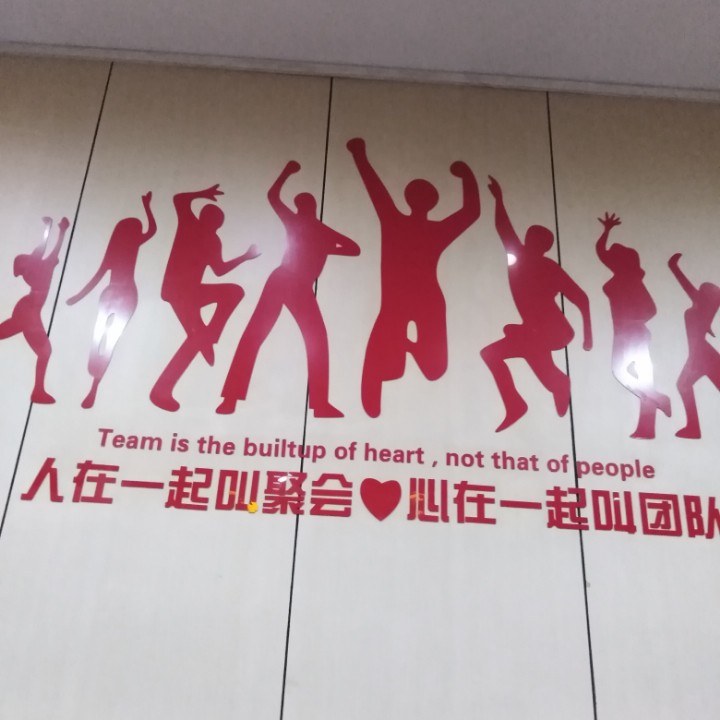 Team is the builtup of heart , not that of people
人在一起叫聚会❤心在一起叫团队